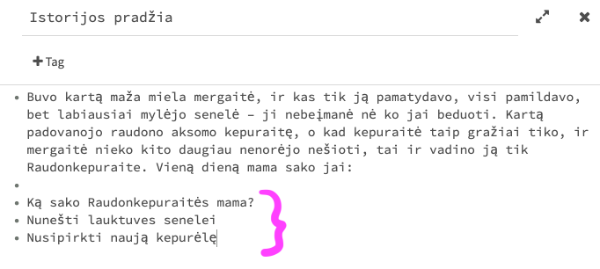 Istorijos pradžia
+Tag
Buvo kartą maža miela mergaitė, ir kas tik ją pamatydavo, visi pamildavo,
bet labiausiai mylėjo senelė – ji nebeįmanė nė ko jai beduoti. Kartą
padovanojo raudono aksomo kepuraitę, o kad kepuraitė taip gražiai tiko, ir
mergaitė nieko kito daugiau nenorėjo nešioti, tai ir vadino ją tik
Raudonkepuraite. Vieną dieną mama sako jai:
Ką sako Raudonkepuraitės mama?
Nunešti lauktuves senelei
Nusipirkti naują kepurėlę